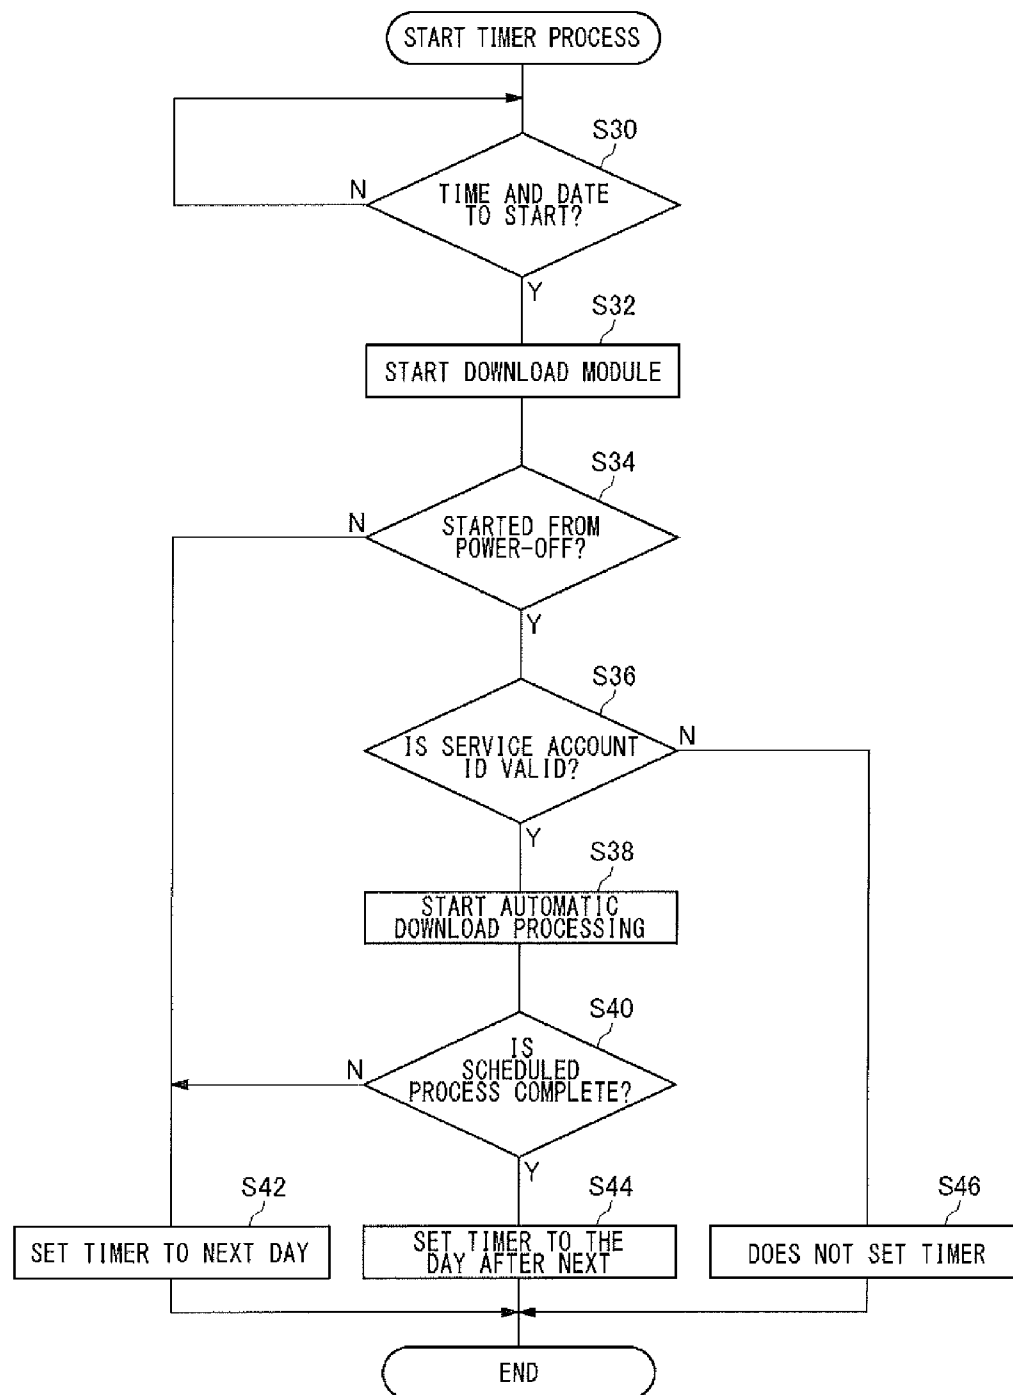 START TIMER PROCESS
S30
N
TIME AND DATE
TO START?
Y
S32
START DOWNLOAD MODULE
S34
N
STARTED FROM
POWER-OFF?
Y
S36
N
IS SERVICE ACCOUNT
ID VALID?
Y
S38
START AUTOMATIC
DOWNLOAD PROCESSING
S40
N
IS
SCHEDULED
PROCESS COMPLETE?
Y
S42
S44
S46
SET TIMER TO NEXT DAY
SET TIMER TO THE
DAY AFTER NEXT
DOES NOT SET TIMER
END